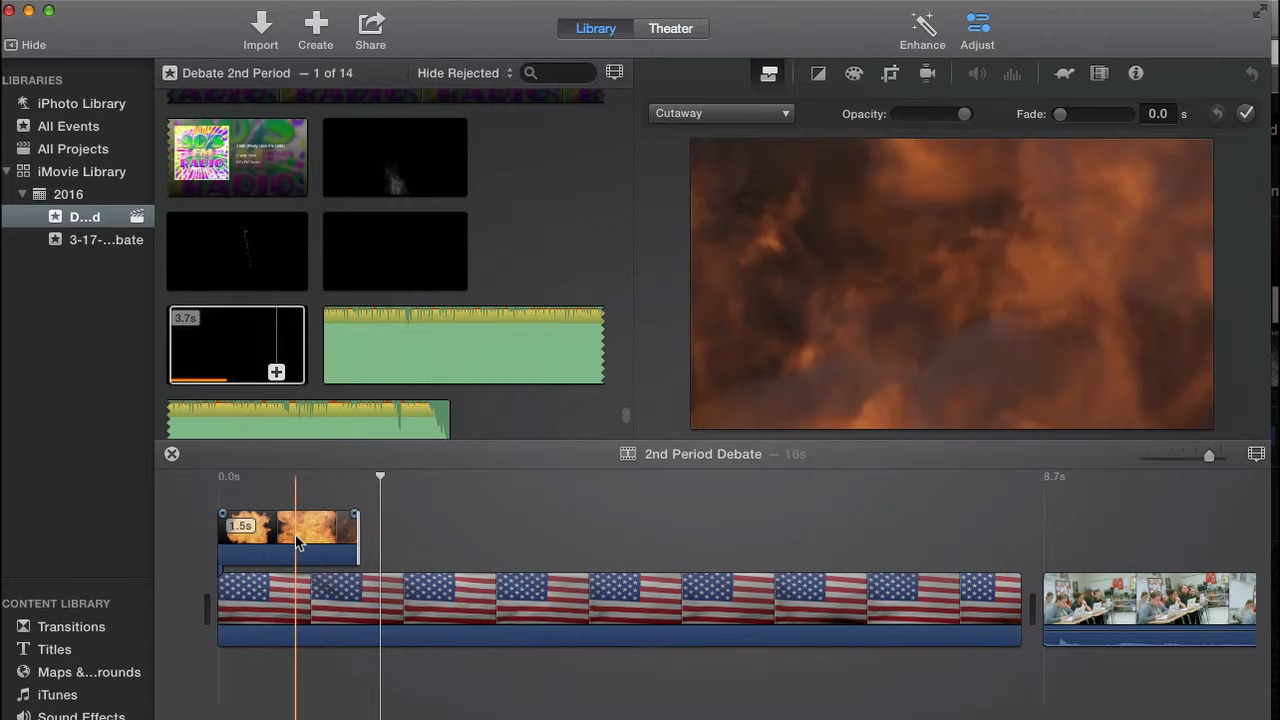 Library
Theater
Hide
Import
Create
Share
Enhance
Adjust
LIBRARIES
iPhoto Library
All Events
All Projects
iMovie Library
2016
D...d
3-17-...bate
Debate 2nd Period — 1 of 14
Hide Rejected
Cutaway
Opacity:
Fade:
0.0
s
RADIO
3.7s
2nd Period Debate — 16s
0.0s
8.7s
1.5s
CONTENT LIBRARY
Transitions
Titles
Maps &...rounds
iTunes
Sound Effects